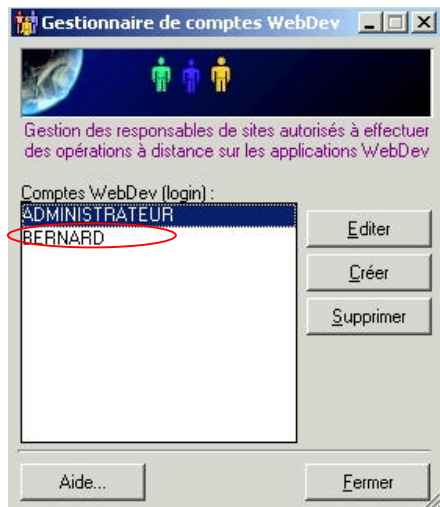 Gestionnaire de comptes WebDev
Gestion des responsables de sites autorisés à effectuer
des opérations à distance sur les applications WebDev
Comptes WebDev (login) :
ADMINISTRATEUR
BERNARD
Editer
Créer
Supprimer
Aide...
Fermer